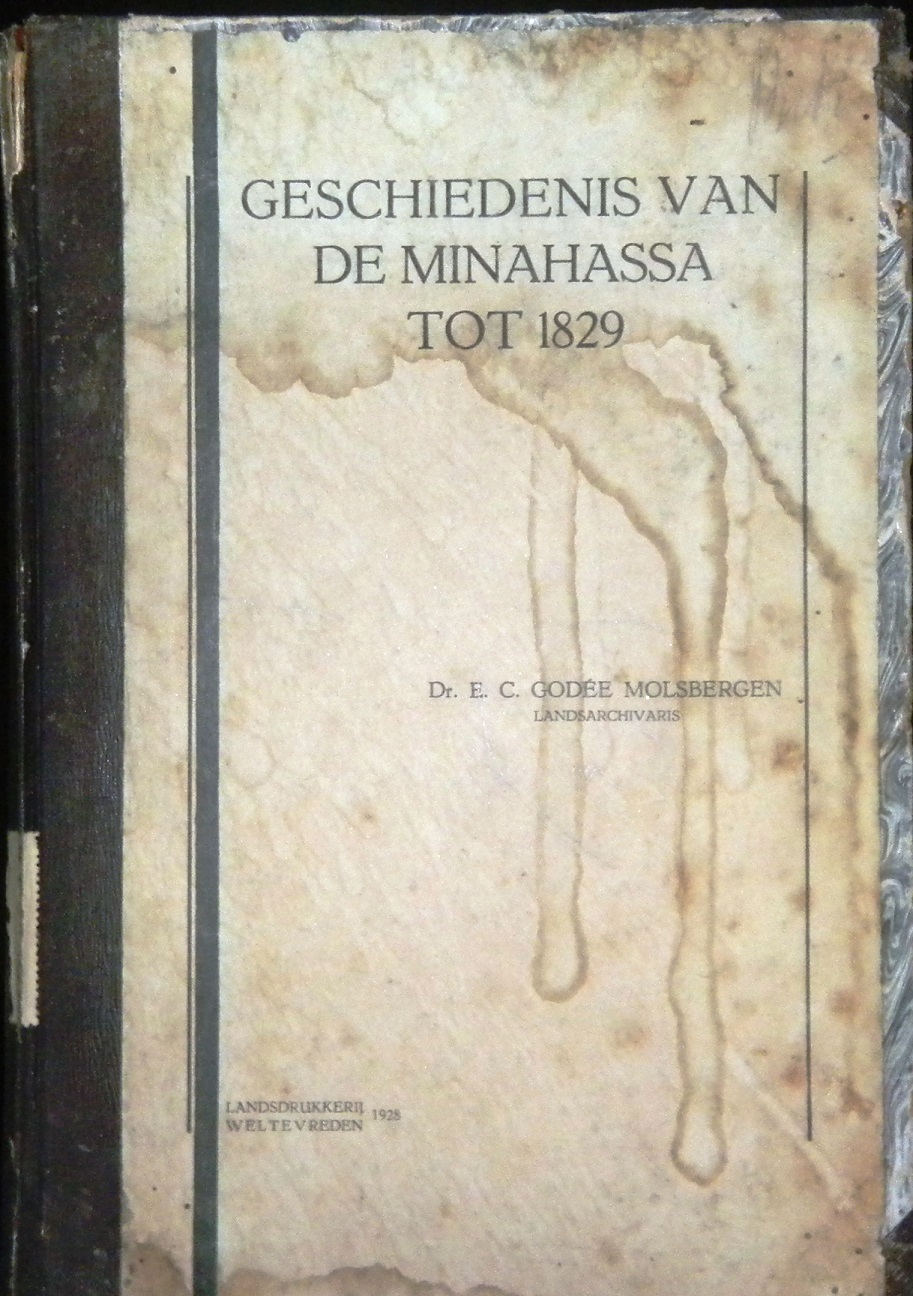 GESCHIEDENIS VAN
DE MINAHASSA
TOT 1829
Dr. E. C. GODÉE MOLSBERGEN
LANDSARCHIVARIS
LANDSDRUKKERIJ
WELTEVREDEN 1928